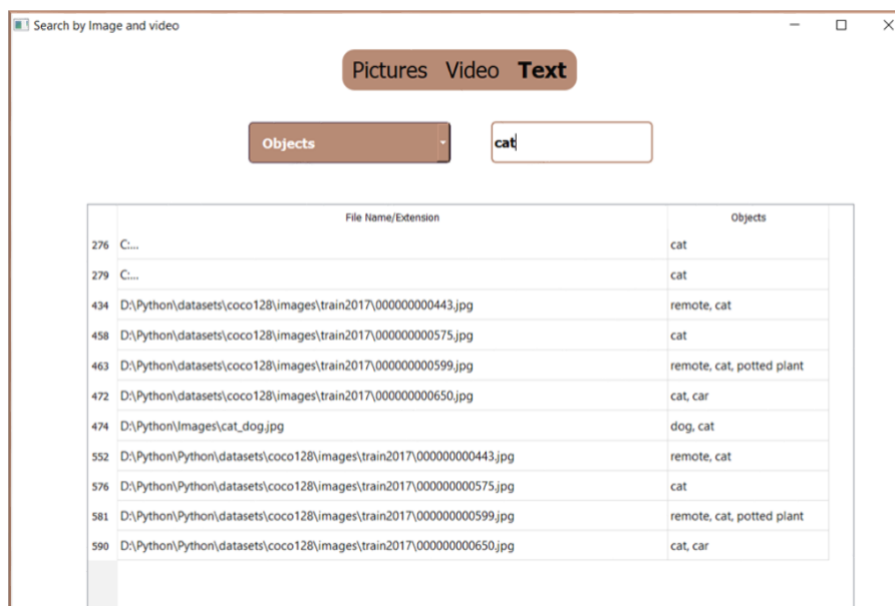 Search by Image and video
Pictures Video Text
Objects cat
File Name/Extension Objects
276 C:... cat
279 C:... cat
434 D:\Python\datasets\coco128\images\train2017\000000000443.jpg remote, cat
458 D:\Python\datasets\coco128\images\train2017\000000000575.jpg cat
463 D:\Python\datasets\coco128\images\train2017\000000000599.jpg remote, cat, potted plant
472 D:\Python\datasets\coco128\images\train2017\000000000650.jpg cat, car
474 D:\Python\Images\cat_dog.jpg dog, cat
552 D:\Python\Python\datasets\coco128\images\train2017\000000000443.jpg remote, cat
576 D:\Python\Python\datasets\coco128\images\train2017\000000000575.jpg cat
581 D:\Python\Python\datasets\coco128\images\train2017\000000000599.jpg remote, cat, potted plant
590 D:\Python\Python\datasets\coco128\images\train2017\000000000650.jpg cat, car